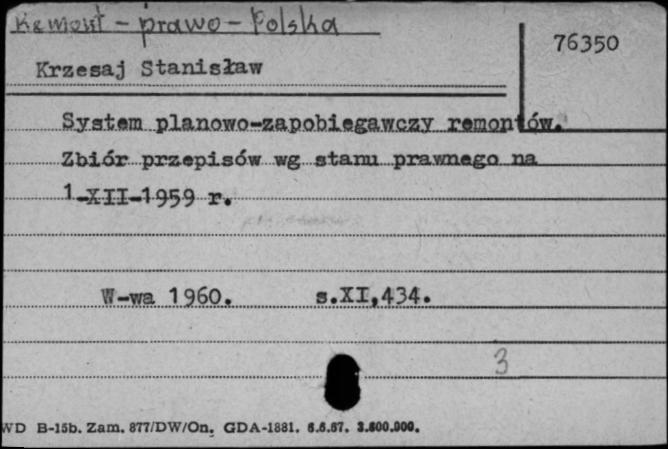 Remont - prawo - Polska
76350
Krzesaj Stanisław
System planowo-zapobiegawczy remontów.
Zbiór przepisów wg stanu prawnego na
1-XII-1959 r.
W-wa 1960. s.XI,434.
3
WD B-15b. Zam. 877/DW/On. GDA-1881. 6.6.67. 3.600.000.